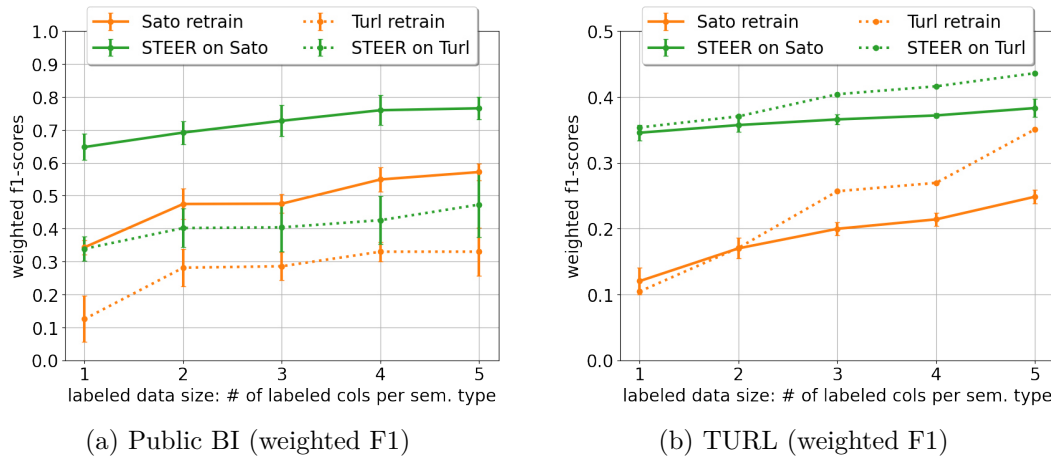 Sato retrain
STEER on Sato
Turl retrain
STEER on Turl
1.0
0.9
0.8
0.7
0.6
0.5
0.4
0.3
0.2
0.1
0.0
weighted f1-scores
1 2 3 4 5
labeled data size: # of labeled cols per sem. type
(a) Public BI (weighted F1)
Sato retrain
STEER on Sato
Turl retrain
STEER on Turl
0.5
0.4
0.3
0.2
0.1
0.0
weighted f1-scores
1 2 3 4 5
labeled data size: # of labeled cols per sem. type
(b) TURL (weighted F1)